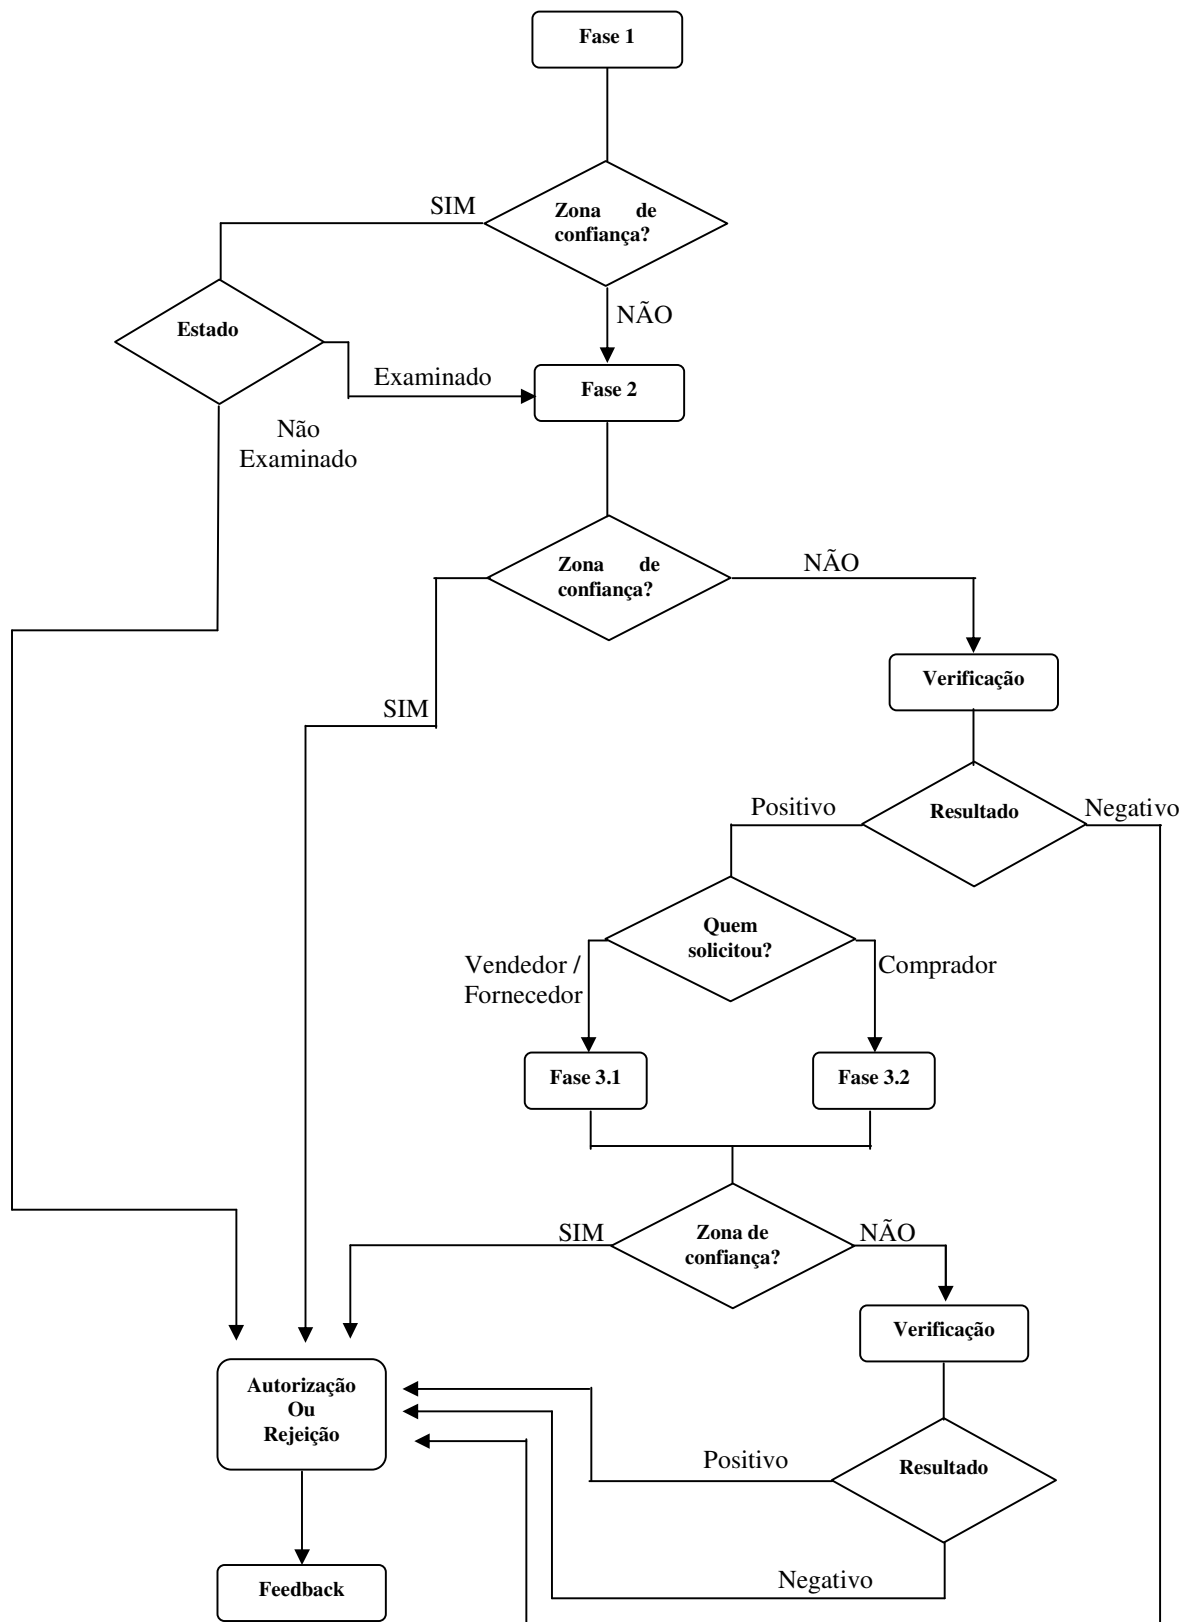 Fase 1
SIM
Zona de
confiança?
NÃO
Estado
Examinado
Fase 2
Não
Examinado
Zona de
confiança?
NÃO
SIM
Verificação
Positivo
Resultado
Negativo
Quem
solicitou?
Vendedor /
Fornecedor
Comprador
Fase 3.1
Fase 3.2
SIM
Zona de
confiança?
NÃO
Verificação
Autorização
Ou
Rejeição
Positivo
Resultado
Negativo
Feedback